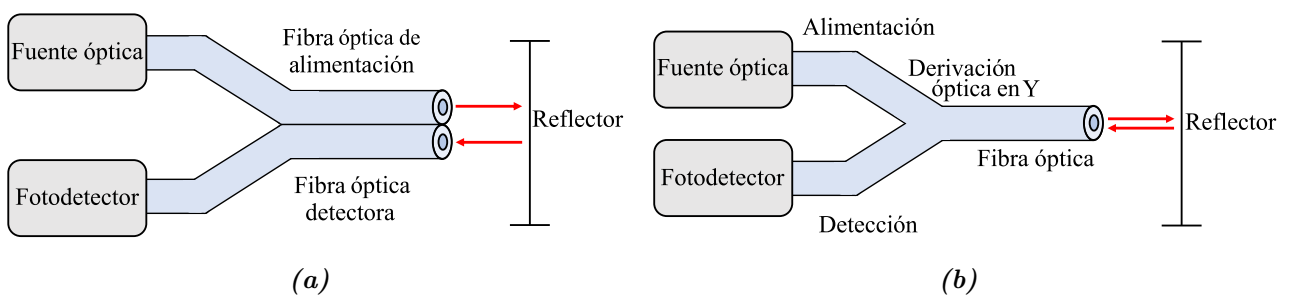 Fuente óptica
Fibra óptica de
alimentación
Reflector
Fotodetector
Fibra óptica
detectora
(a)
Alimentación
Fuente óptica
Derivación
óptica en Y
Reflector
Fibra óptica
Fotodetector
Detección
(b)